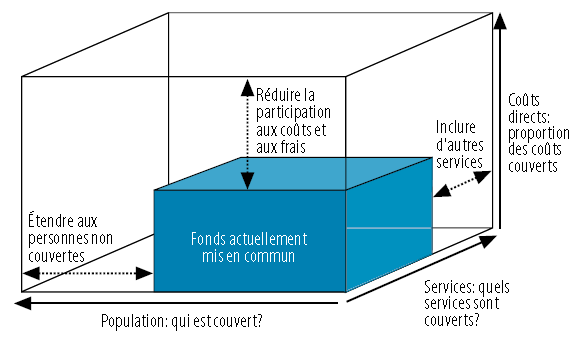 Réduire la
participation
aux coûts et
aux frais
Inclure
d'autres
services
Coûts
directs:
proportion
des coûts
couverts
Étendre aux
personnes non
couvertes
Fonds actuellement
mis en commun
Services: quels
services sont
couverts?
Population: qui est couvert?